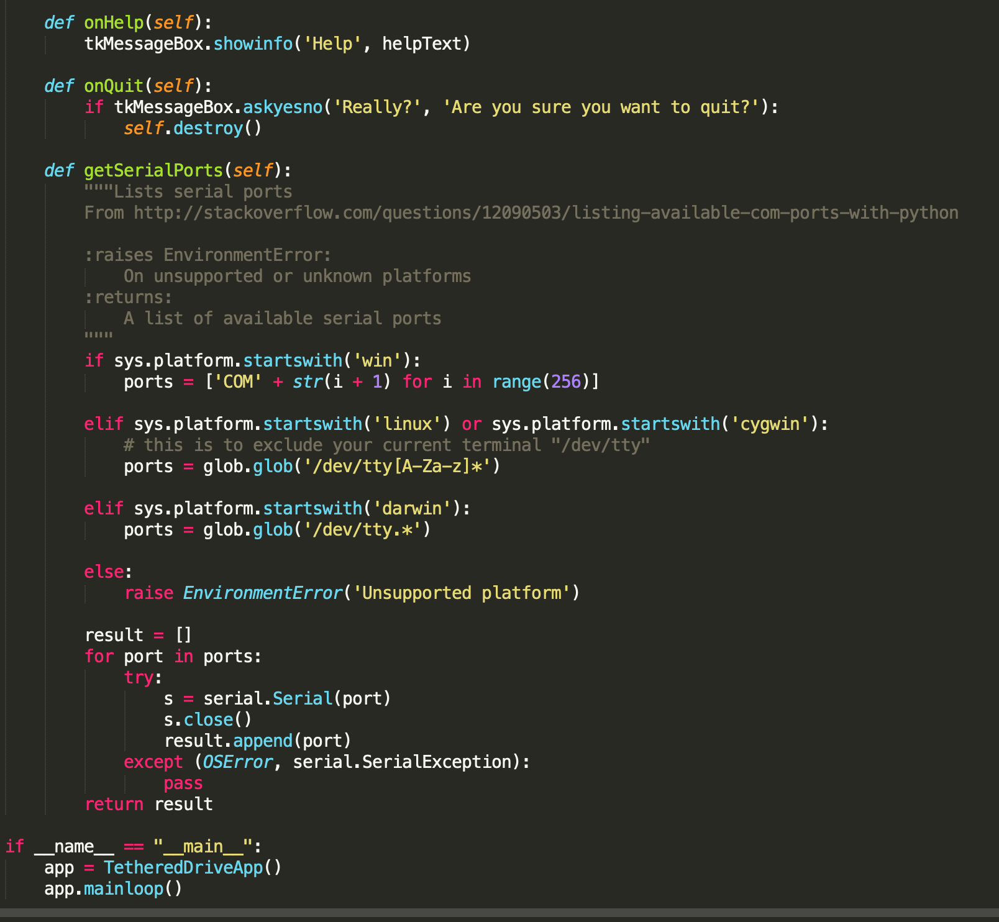 def onHelp(self):
    tkMessageBox.showinfo('Help', helpText)

def onQuit(self):
    if tkMessageBox.askyesno('Really?', 'Are you sure you want to quit?'):
        self.destroy()

def getSerialPorts(self):
    """Lists serial ports
    From http://stackoverflow.com/questions/12090503/listing-available-com-ports-with-python

    :raises EnvironmentError:
        On unsupported or unknown platforms
    :returns:
        A list of available serial ports
    """
    if sys.platform.startswith('win'):
        ports = ['COM' + str(i + 1) for i in range(256)]

    elif sys.platform.startswith('linux') or sys.platform.startswith('cygwin'):
        # this is to exclude your current terminal "/dev/tty"
        ports = glob.glob('/dev/tty[A-Za-z]*')

    elif sys.platform.startswith('darwin'):
        ports = glob.glob('/dev/tty.*')

    else:
        raise EnvironmentError('Unsupported platform')

    result = []
    for port in ports:
        try:
            s = serial.Serial(port)
            s.close()
            result.append(port)
        except (OSError, serial.SerialException):
            pass
    return result

if __name__ == "__main__":
    app = TetheredDriveApp()
    app.mainloop()